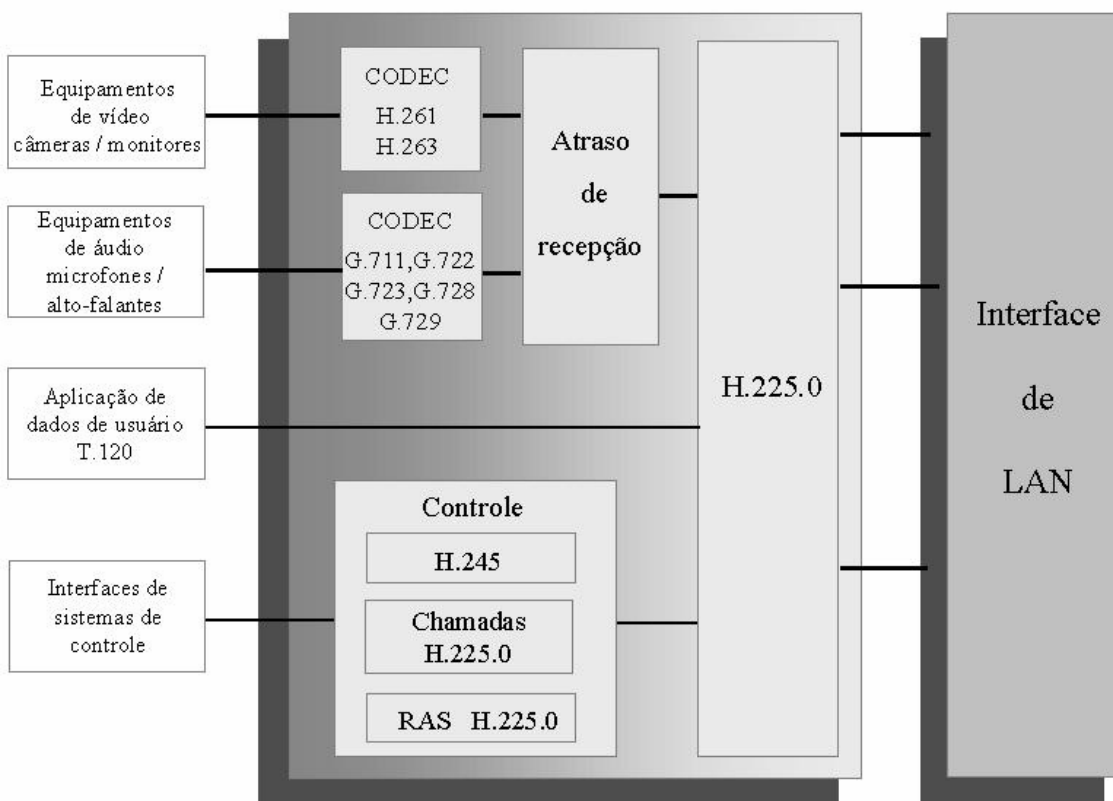 Equipamentos
de vídeo
câmeras / monitores
CODEC
H.261
H.263
Equipamentos
de áudio
microfones /
alto-falantes
CODEC
G.711,G.722
G.723,G.728
G.729
Atraso
de
recepção
Aplicação de
dados de usuário
T.120
Interfaces de
sistemas de
controle
Controle
H.245
Chamadas
H.225.0
RAS H.225.0
H.225.0
Interface
de
LAN